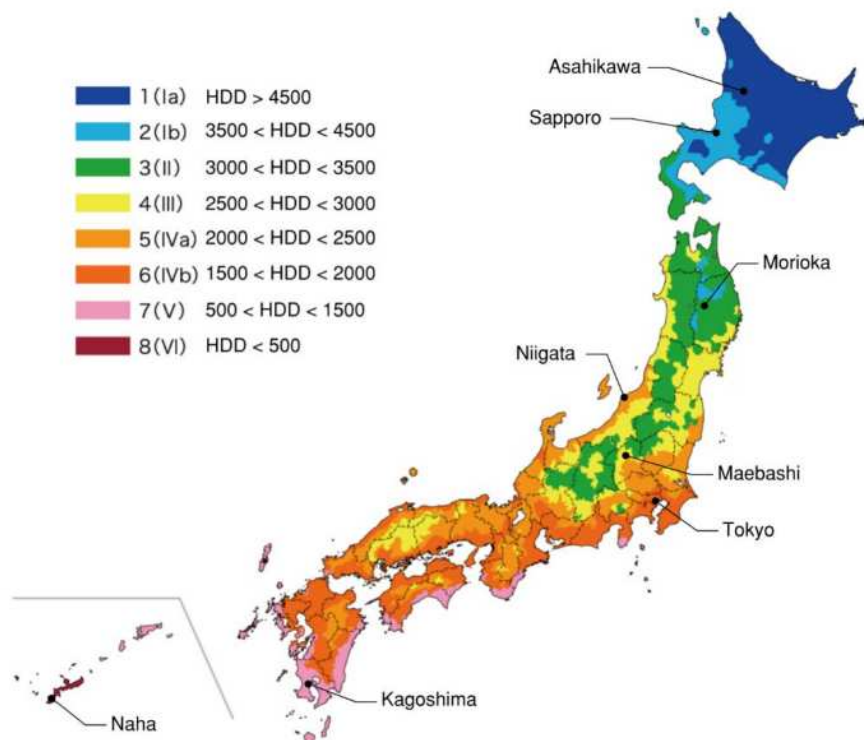 1(Ia) HDD > 4500
2(Ib) 3500 < HDD < 4500
3(II) 3000 < HDD < 3500
4(III) 2500 < HDD < 3000
5(IVa) 2000 < HDD < 2500
6(IVb) 1500 < HDD < 2000
7(V) 500 < HDD < 1500
8(VI) HDD < 500
Asahikawa
Sapporo
Morioka
Niigata
Maebashi
Tokyo
Kagoshima
Naha